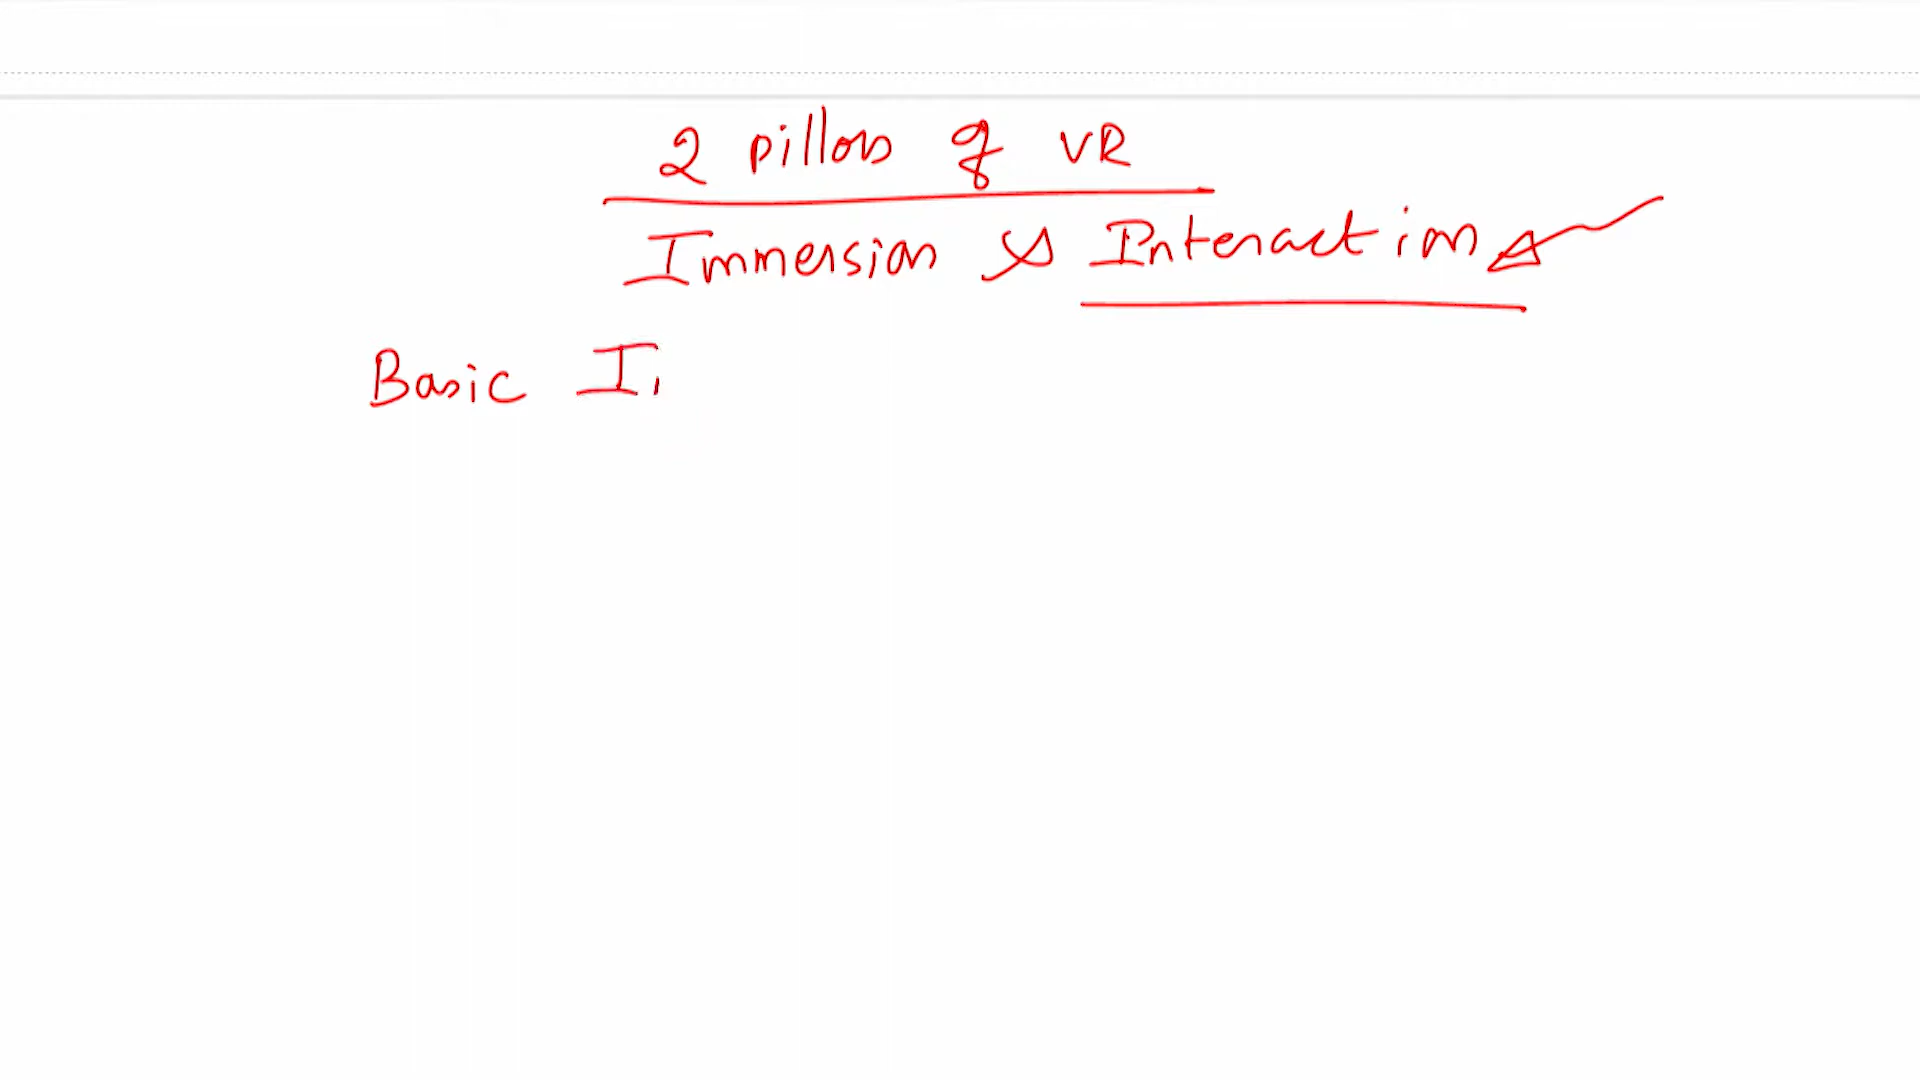 2 pillars of VR
Immersion & Interaction
Basic I